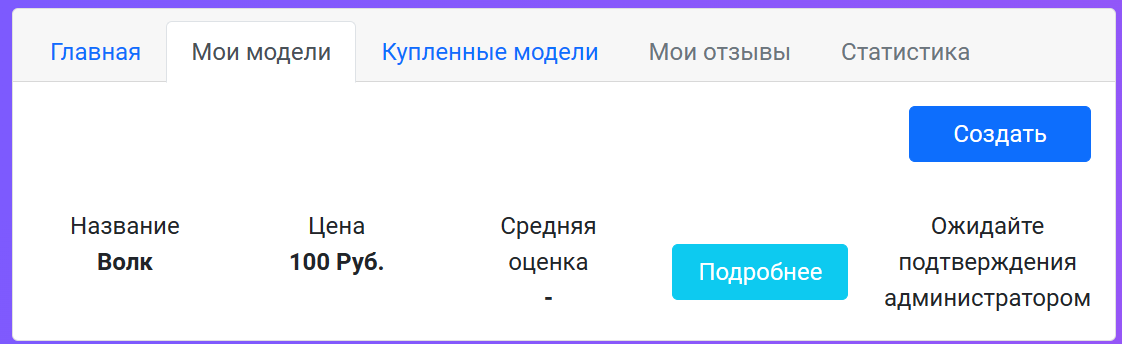 Главная Мои модели Купленные модели Мои отзывы Статистика
Создать
Название Цена Средняя Ожидайте
Волк 100 Руб. оценка Подробнее подтверждения
- администратором